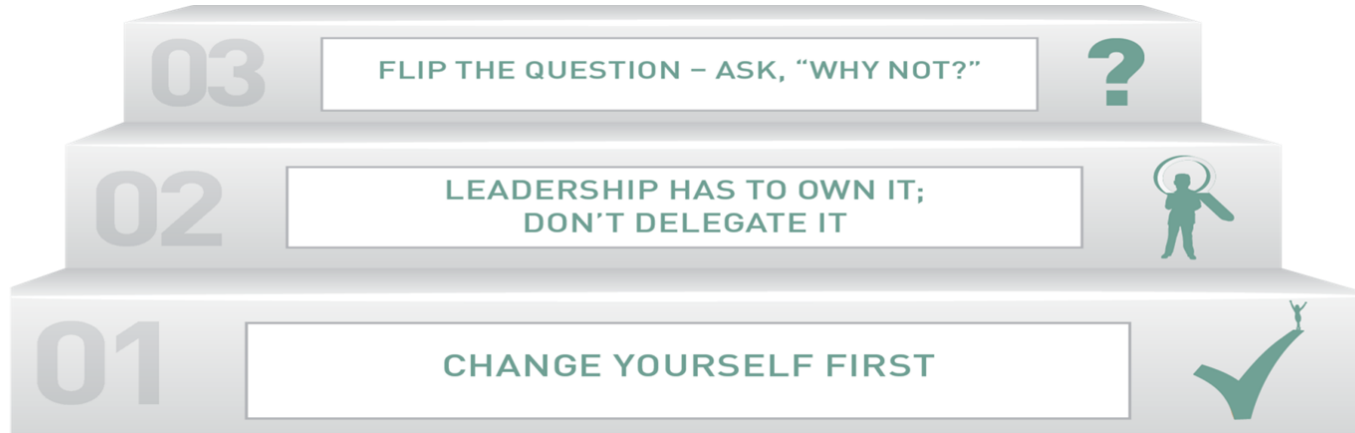 03
FLIP THE QUESTION – ASK, “WHY NOT?”
?
02
LEADERSHIP HAS TO OWN IT;
DON’T DELEGATE IT
01
CHANGE YOURSELF FIRST